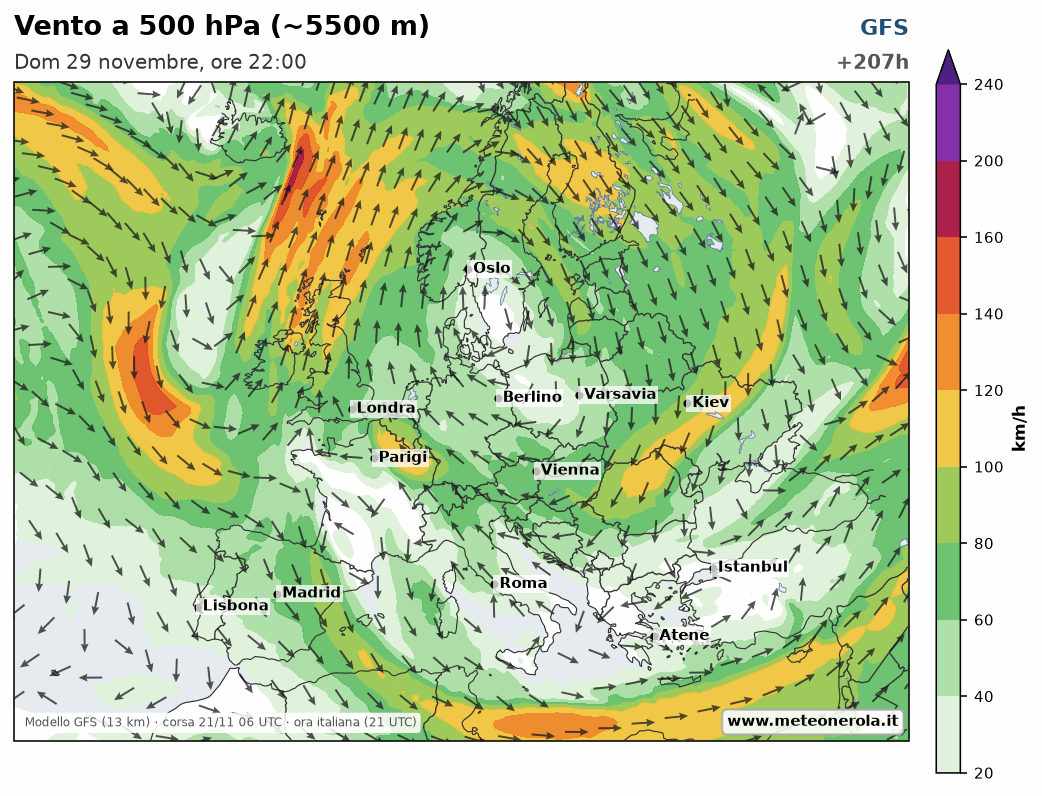 Vento a 500 hPa (~5500 m)
GFS
Dom 29 novembre, ore 22:00
+207h
240
200
160
140
120
100
80
60
40
20
km/h
Oslo
Berlino
Varsavia
Kiev
Londra
Parigi
Vienna
Istanbul
Roma
Madrid
Lisbona
Atene
Modello GFS (13 km) · corsa 21/11 06 UTC · ora italiana (21 UTC)
www.meteonerola.it